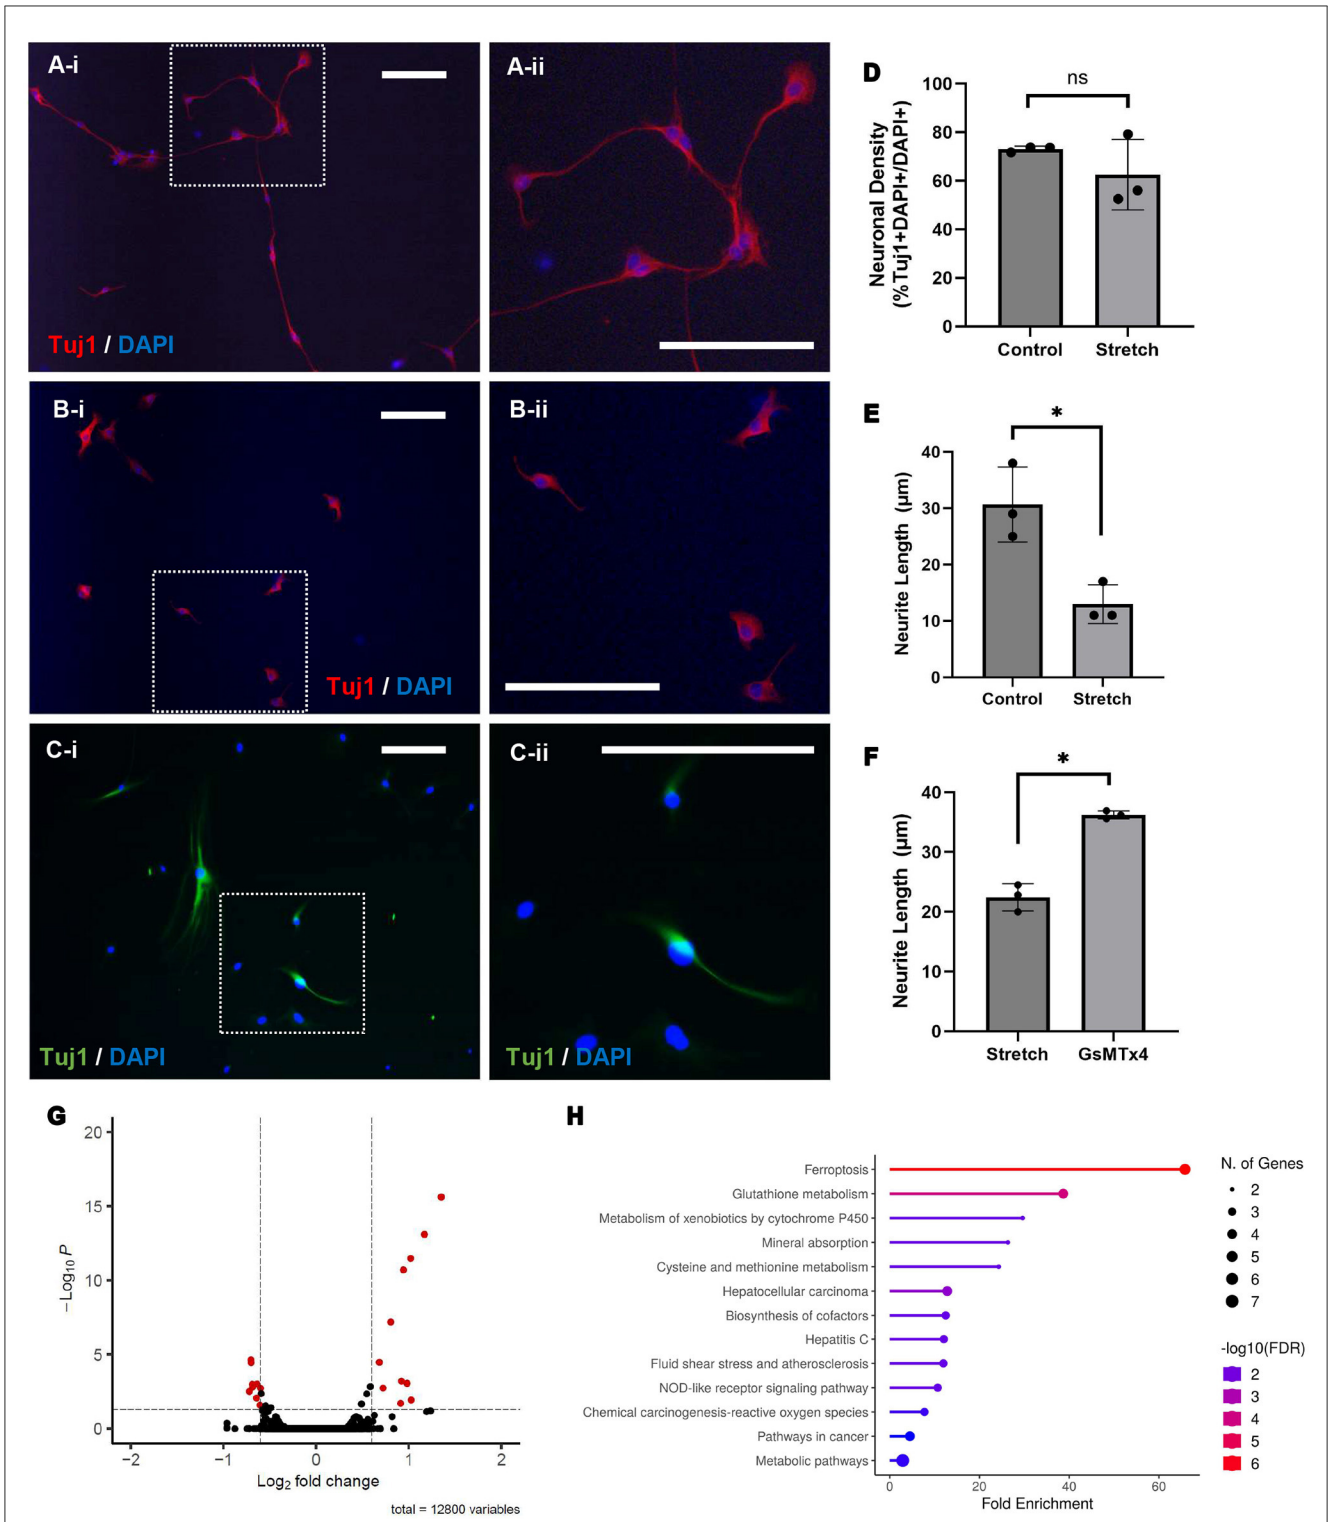 A-i
Tuj1 / DAPI
A-ii
B-i
Tuj1 / DAPI
B-ii
C-i
Tuj1 / DAPI
C-ii
Tuj1 / DAPI
D
ns
Neuronal Density
(%Tuj1+DAPI+/DAPI+)
100
80
60
40
20
0
Control Stretch
E
*
Neurite Length (µm)
40
30
20
10
0
Control Stretch
F
*
Neurite Length (µm)
40
30
20
10
0
Stretch GsMTx4
G
−Log10 P
20
15
10
5
0
−2 −1 0 1 2
Log2 fold change
total = 12800 variables
H
Ferroptosis
Glutathione metabolism
Metabolism of xenobiotics by cytochrome P450
Mineral absorption
Cysteine and methionine metabolism
Hepatocellular carcinoma
Biosynthesis of cofactors
Hepatitis C
Fluid shear stress and atherosclerosis
NOD-like receptor signaling pathway
Chemical carcinogenesis-reactive oxygen species
Pathways in cancer
Metabolic pathways
0 20 40 60
Fold Enrichment
N. of Genes
2
3
4
5
6
7
-log10(FDR)
2
3
4
5
6